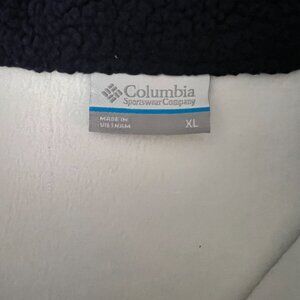 Columbia
Sportswear Company
MADE IN
VIETNAM
XL